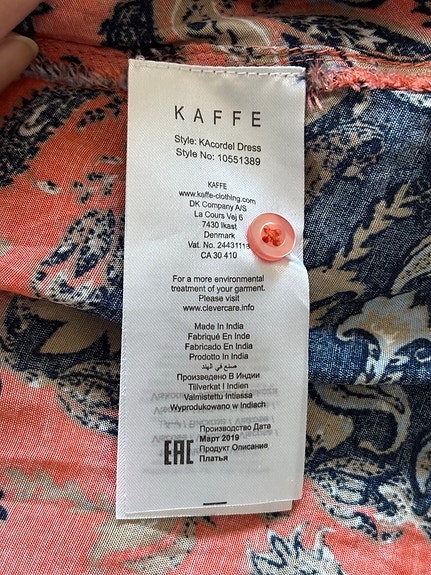 KAFFE
Style: KAcordel Dress
Style No: 10551389
KAFFE
www.kaffe-clothing.com
DK Company A/S
La Cours Vej 6
7430 Ikast
Denmark
Vat. No. 24431118
CA 30 410
For a more environmental
treatment of your garment.
Please visit
www.clevercare.info
Made In India
Fabriqué En Inde
Fabricado En India
Prodotto In India
صنع في الهند
Произведено В Индии
Tillverkat I Indien
Valmistettu Intiassa
Wyprodukowano w Indiach
EAC
Производство Дата
Март 2019
Продукт Описание
Платья